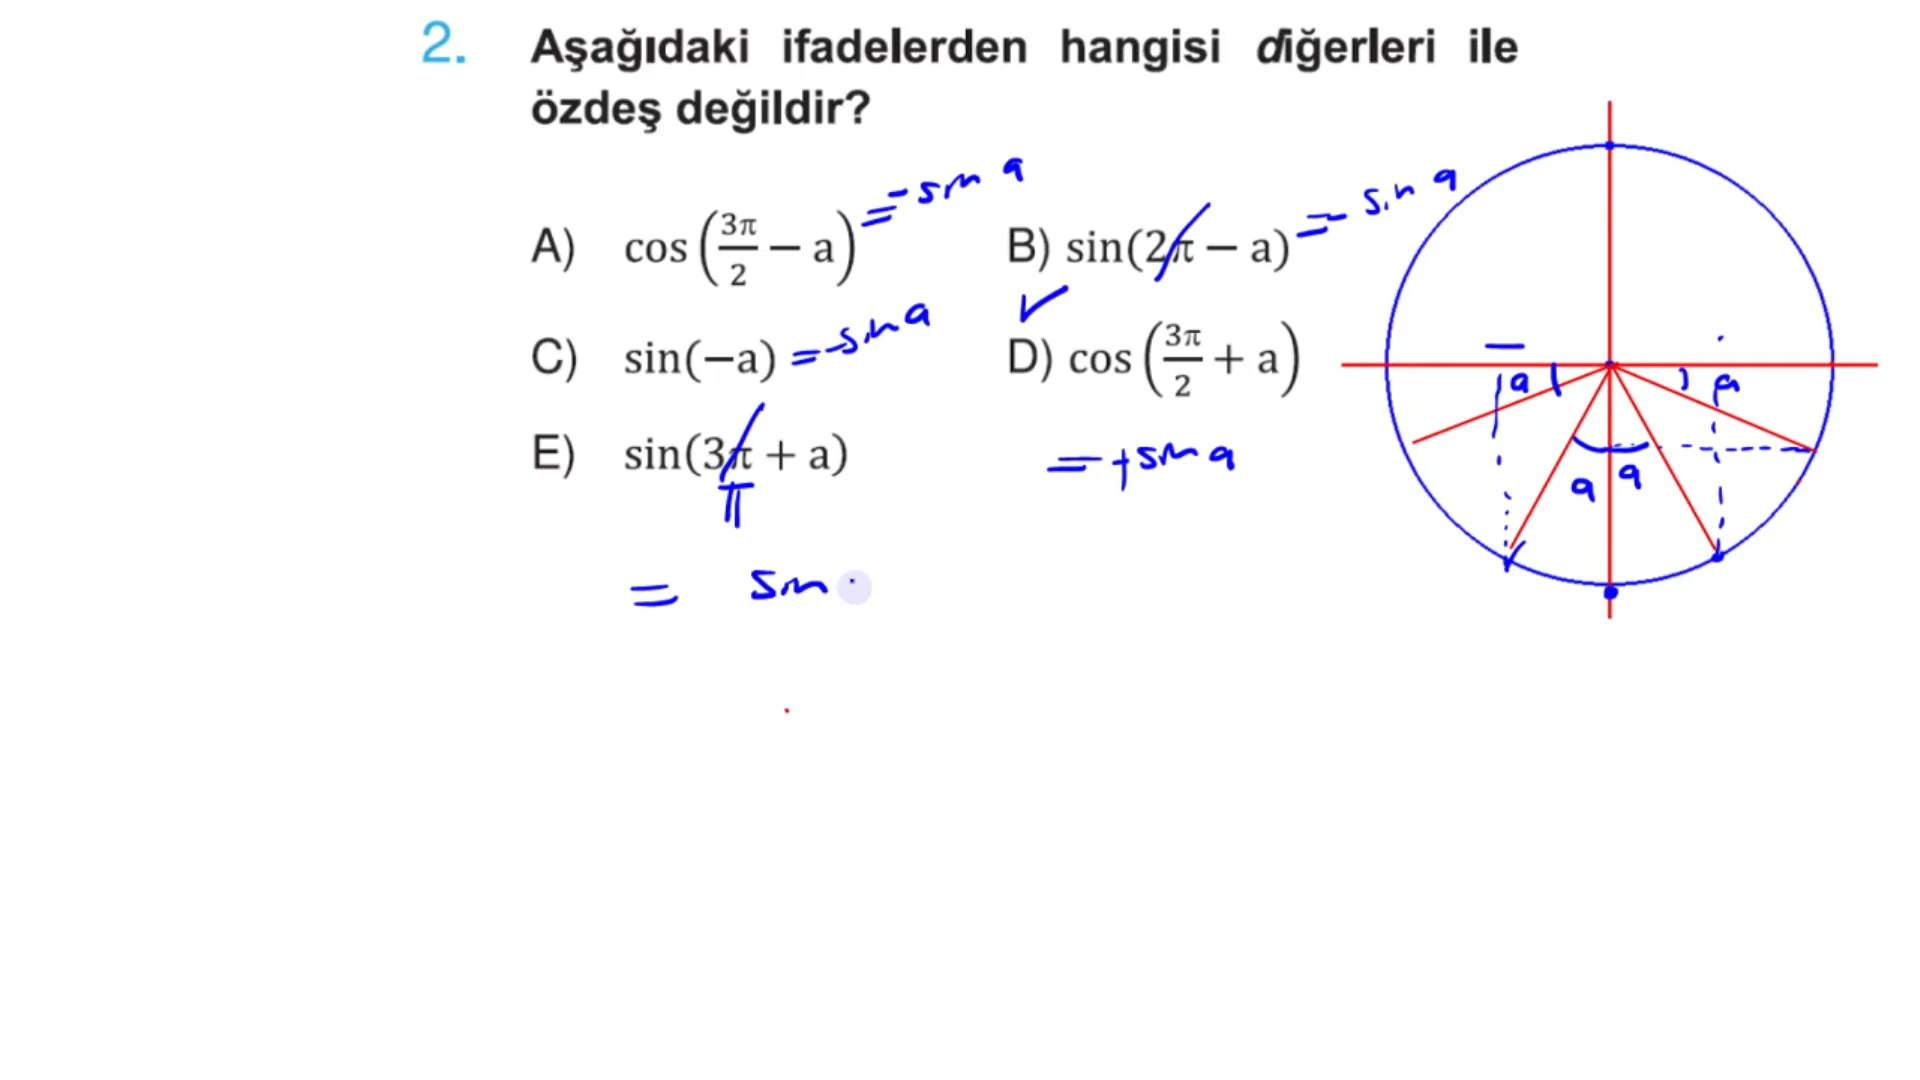 2. Aşağıdaki ifadelerden hangisi diğerleri ile
özdeş değildir?
A) cos(3π/2 − a) = -sin a
B) sin(2π − a) = - sin a
C) sin(−a) = -sin a
D) cos(3π/2 + a)
= +sin a
E) sin(3π + a)
π
= sin
a a
a a